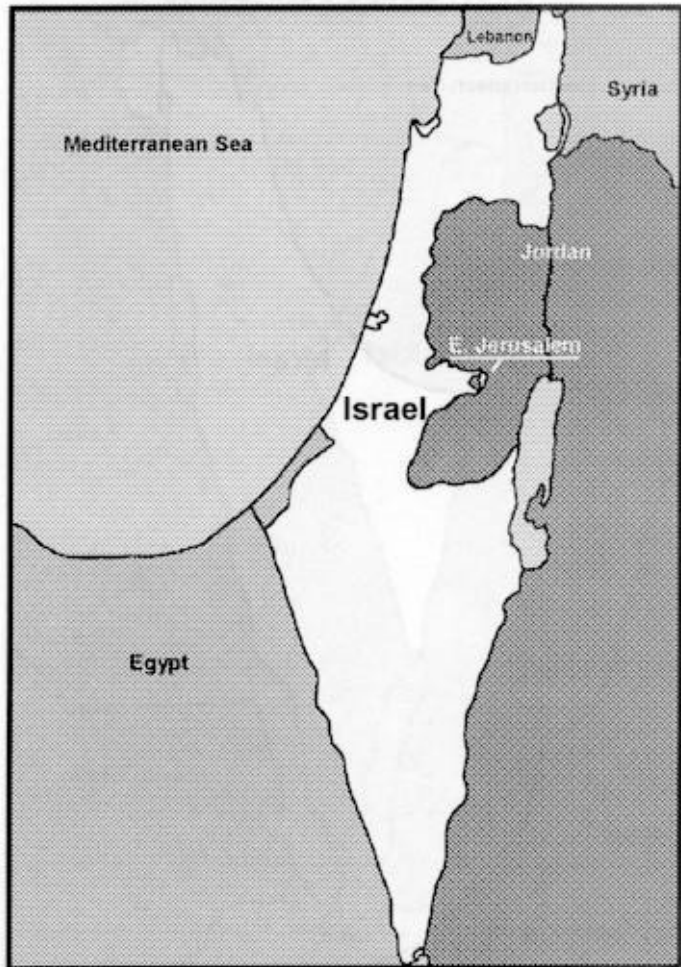 Lebanon
Syria
Mediterranean Sea
Jordan
E. Jerusalem
Israel
Egypt